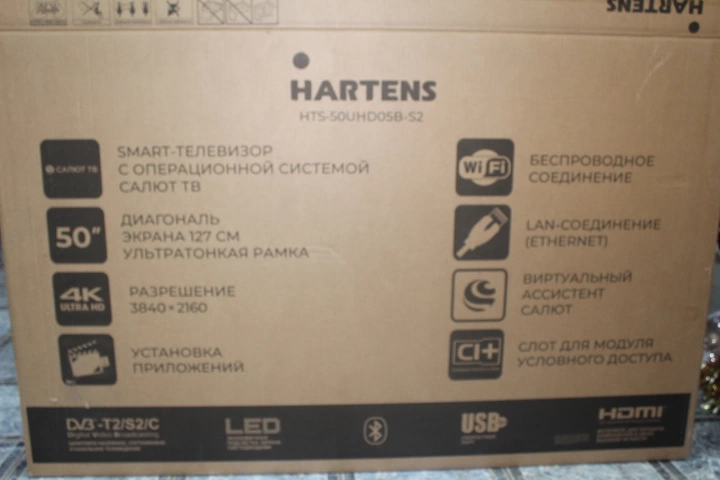 HARTENS
HARTENS
HTS-50UHD05B-S2
САЛЮТ ТВ
SMART-ТЕЛЕВИЗОР
С ОПЕРАЦИОННОЙ СИСТЕМОЙ
САЛЮТ ТВ
50"
ДИАГОНАЛЬ
ЭКРАНА 127 СМ
УЛЬТРАТОНКАЯ РАМКА
4K
ULTRA HD
РАЗРЕШЕНИЕ
3840×2160
УСТАНОВКА
ПРИЛОЖЕНИЙ
WiFi
БЕСПРОВОДНОЕ
СОЕДИНЕНИЕ
LAN-СОЕДИНЕНИЕ
(ETHERNET)
ВИРТУАЛЬНЫЙ
АССИСТЕНТ
САЛЮТ
CI+
СЛОТ ДЛЯ МОДУЛЯ
УСЛОВНОГО ДОСТУПА
DVB-T2/S2/C
Digital Video Broadcasting
LED
USB
HDMI